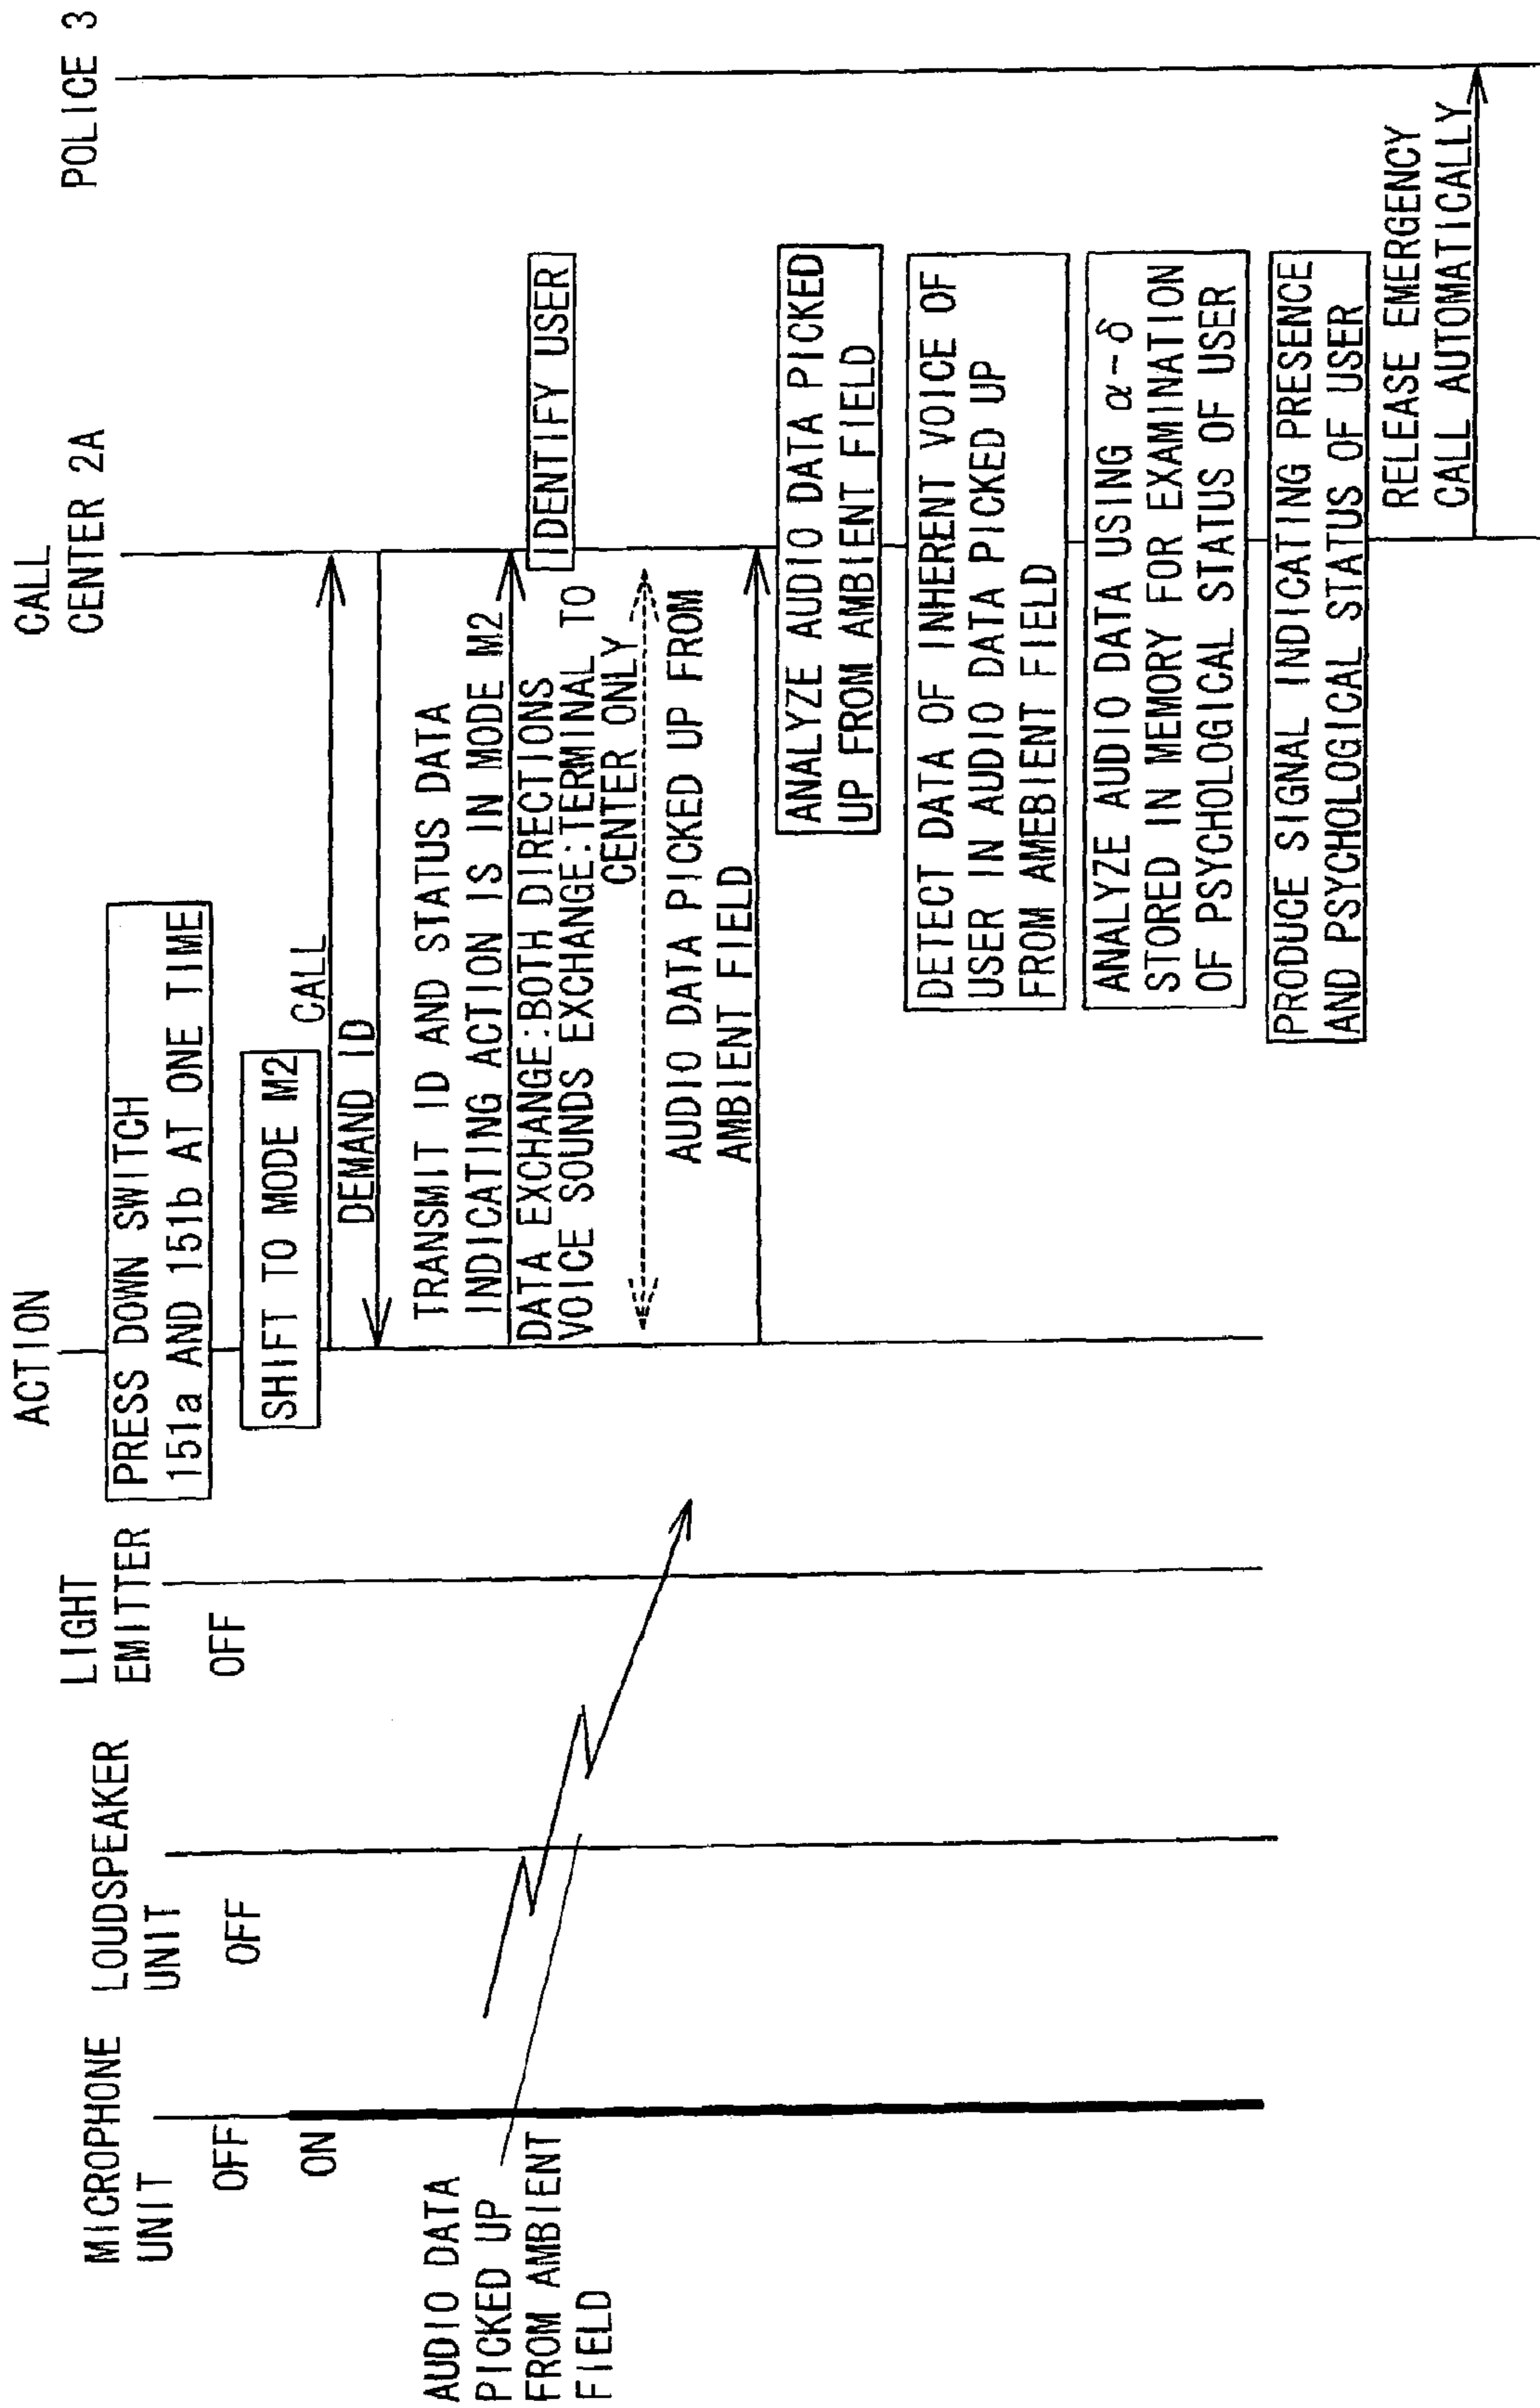 MICROPHONE
UNIT
LOUDSPEAKER
UNIT
LIGHT
EMITTER
ACTION
CALL
CENTER 2A
POLICE 3
OFF
OFF
OFF
ON
PRESS DOWN SWITCH
151a AND 151b AT ONE TIME
SHIFT TO MODE M2
CALL
DEMAND ID
TRANSMIT ID AND STATUS DATA
INDICATING ACTION IS IN MODE M2
DATA EXCHANGE:BOTH DIRECTIONS
VOICE SOUNDS EXCHANGE:TERMINAL TO
CENTER ONLY
IDENTIFY USER
AUDIO DATA
PICKED UP
FROM AMBIENT
FIELD
AUDIO DATA PICKED UP FROM
AMBIENT FIELD
ANALYZE AUDIO DATA PICKED
UP FROM AMBIENT FIELD
DETECT DATA OF INHERENT VOICE OF
USER IN AUDIO DATA PICKED UP
FROM AMEBIENT FIELD
ANALYZE AUDIO DATA USING α-δ
STORED IN MEMORY FOR EXAMINATION
OF PSYCHOLOGICAL STATUS OF USER
PRODUCE SIGNAL INDICATING PRESENCE
AND PSYCHOLOGICAL STATUS OF USER
RELEASE EMERGENCY
CALL AUTOMATICALLY